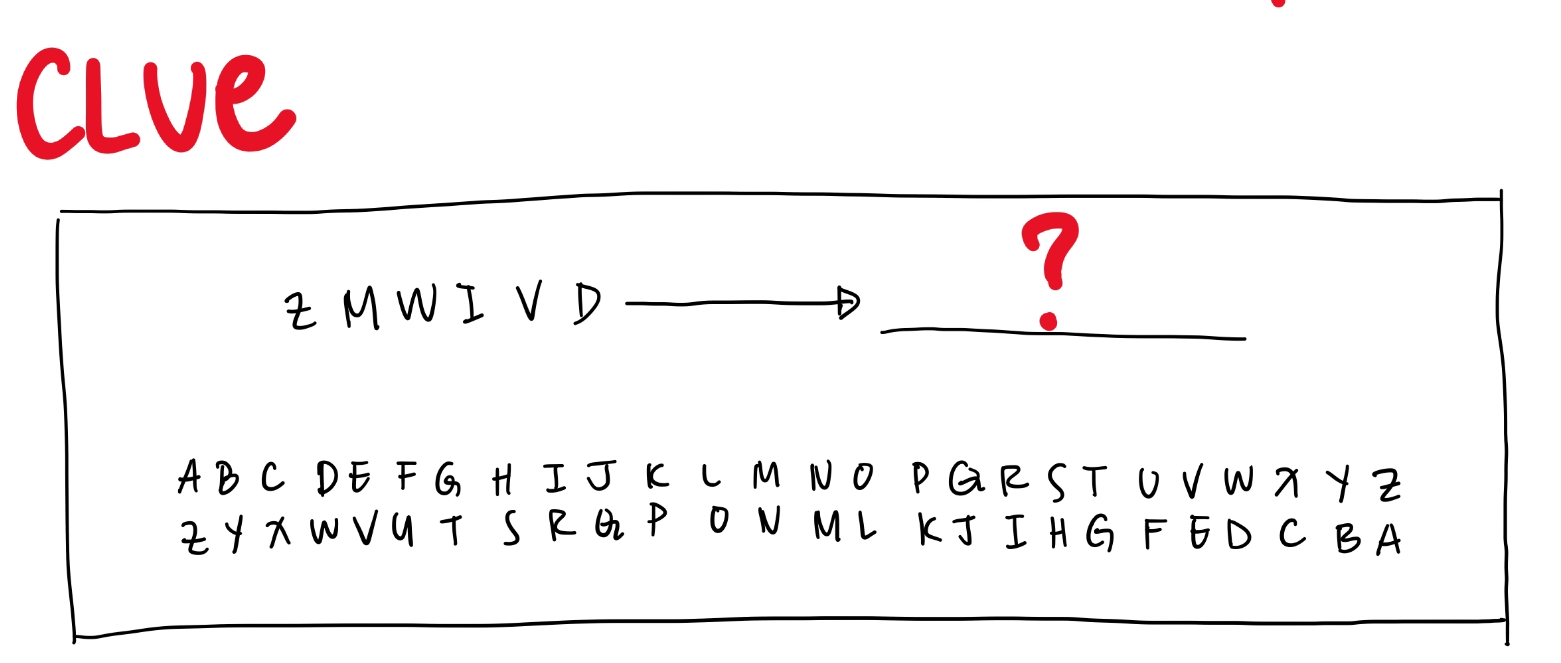 CLUE
Z M W I V D ?
A B C D E F G H I J K L M N O P Q R S T U V W X Y Z
Z Y X W V U T S R Q P O N M L K J I H G F E D C B A